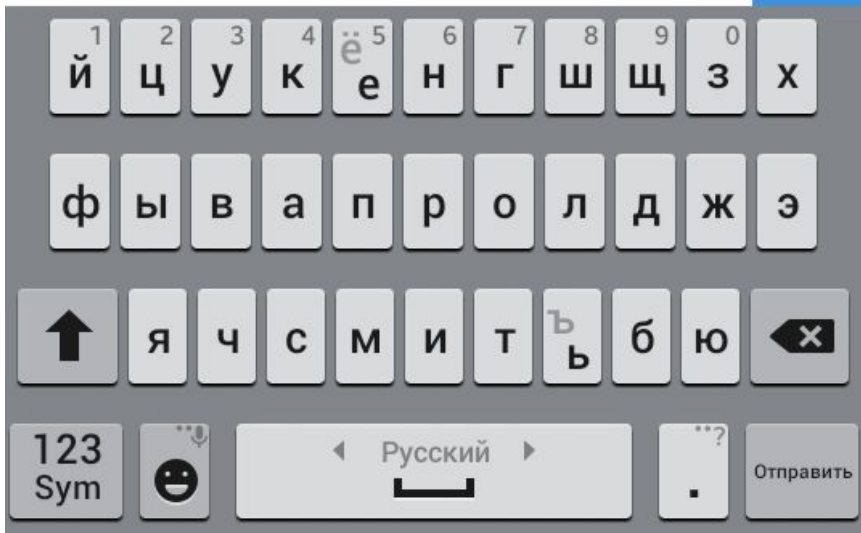 1 2 3 4 5 6 7 8 9 0
й ц у к ё е н г ш щ з х
ф ы в а п р о л д ж э
я ч с м и т ъ ь б ю
123 Sym Русский . ..? Отправить